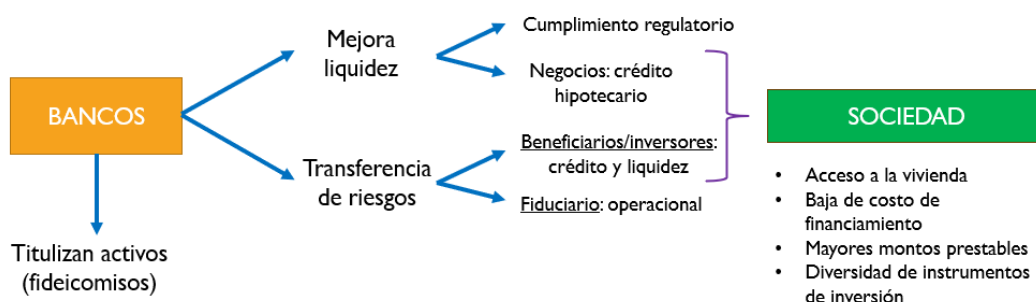 BANCOS
Titulizan activos
(fideicomisos)
Mejora
liquidez
Transferencia
de riesgos
Cumplimiento regulatorio
Negocios: crédito
hipotecario
Beneficiarios/inversores:
crédito y liquidez
Fiduciario: operacional
SOCIEDAD
• Acceso a la vivienda
• Baja de costo de
financiamiento
• Mayores montos prestables
• Diversidad de instrumentos
de inversión